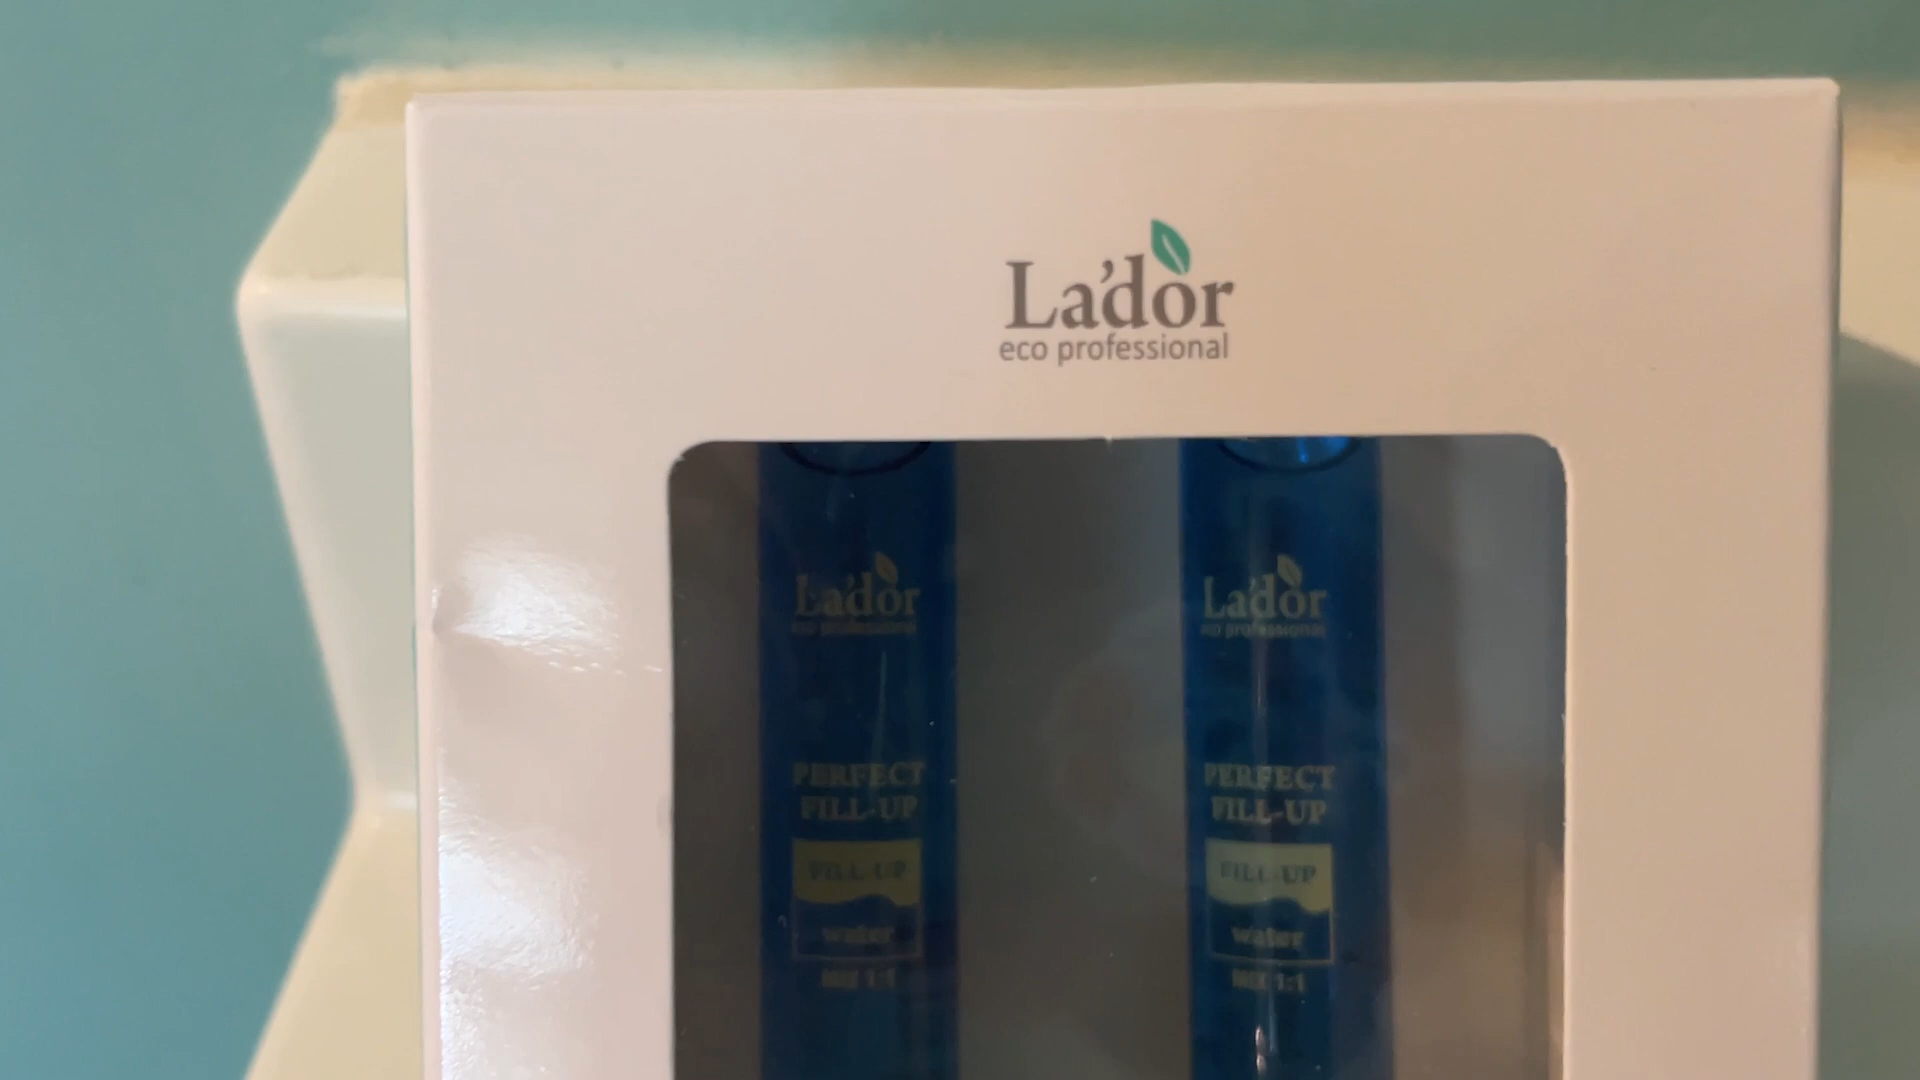 La'dor
eco professional
La'dor
eco professional
PERFECT
FILL-UP
FILL-UP
water
MIX 1:1
La'dor
eco professional
PERFECT
FILL-UP
FILL-UP
water
MIX 1:1